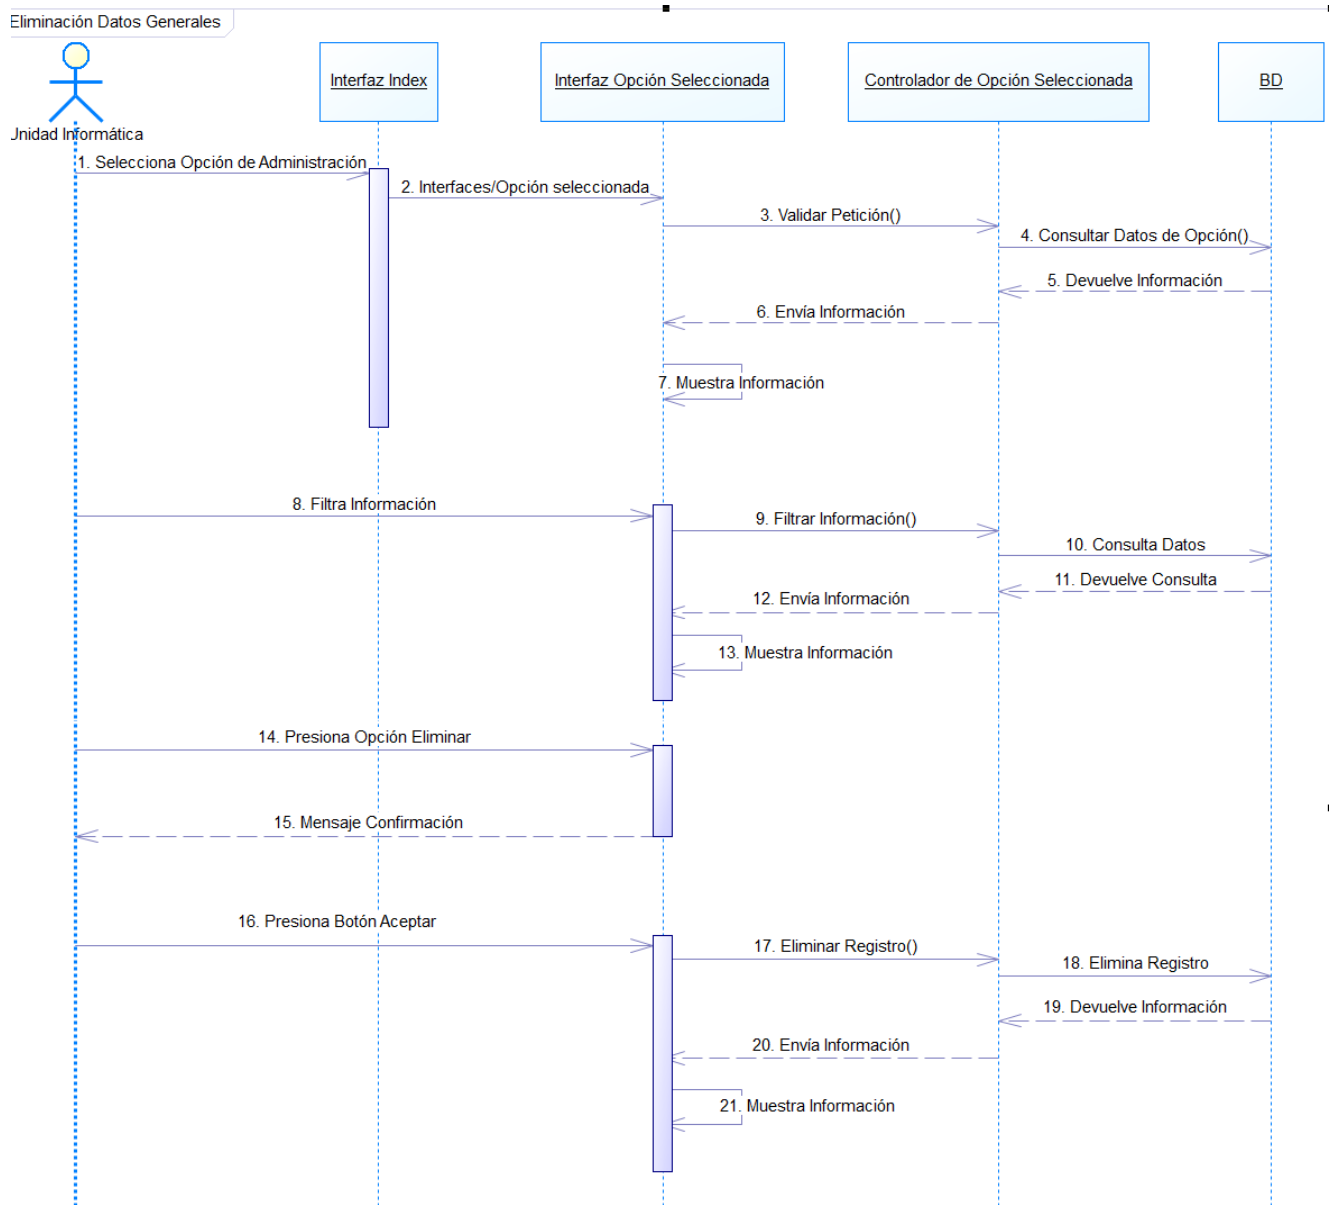 Eliminación Datos Generales
Interfaz Index
Interfaz Opción Seleccionada
Controlador de Opción Seleccionada
BD
Unidad Informática
1. Selecciona Opción de Administración
2. Interfaces/Opción seleccionada
3. Validar Petición()
4. Consultar Datos de Opción()
5. Devuelve Información
6. Envía Información
7. Muestra Información
8. Filtra Información
9. Filtrar Información()
10. Consulta Datos
11. Devuelve Consulta
12. Envía Información
13. Muestra Información
14. Presiona Opción Eliminar
15. Mensaje Confirmación
16. Presiona Botón Aceptar
17. Eliminar Registro()
18. Elimina Registro
19. Devuelve Información
20. Envía Información
21. Muestra Información